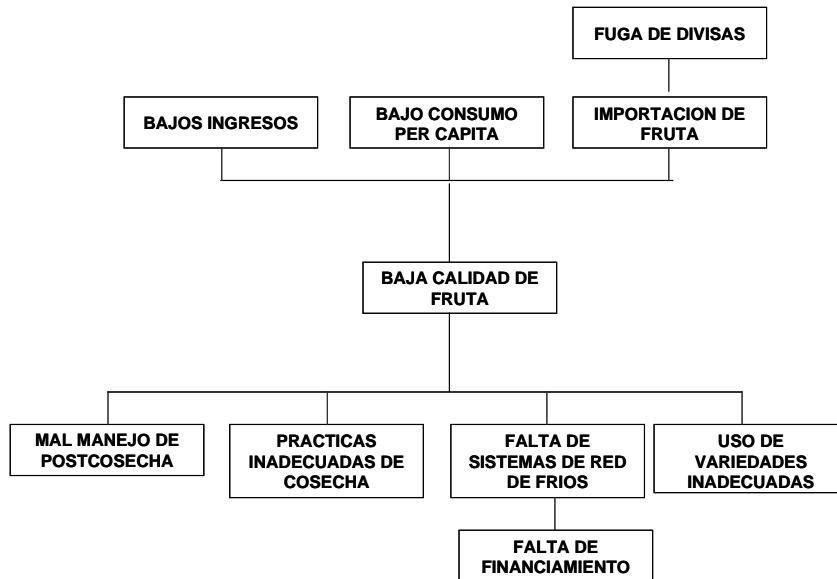 FUGA DE DIVISAS
BAJOS INGRESOS
BAJO CONSUMO
PER CAPITA
IMPORTACION DE
FRUTA
BAJA CALIDAD DE
FRUTA
MAL MANEJO DE
POSTCOSECHA
PRACTICAS
INADECUADAS DE
COSECHA
FALTA DE
SISTEMAS DE RED
DE FRIOS
USO DE
VARIEDADES
INADECUADAS
FALTA DE
FINANCIAMIENTO